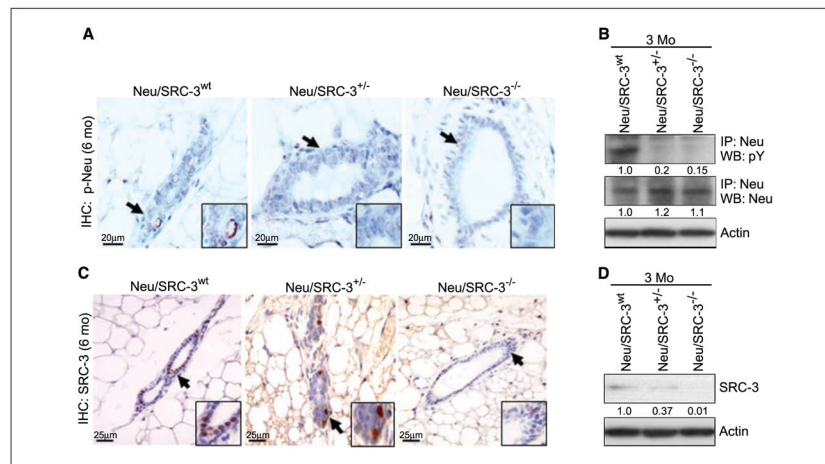 A
Neu/SRC-3wt
Neu/SRC-3+/-
Neu/SRC-3-/-
IHC: p-Neu (6 mo)
20μm
20μm
20μm
B
3 Mo
Neu/SRC-3wt
Neu/SRC-3+/-
Neu/SRC-3-/-
IP: Neu
WB: pY
1.0 0.2 0.15
IP: Neu
WB: Neu
1.0 1.2 1.1
Actin
C
Neu/SRC-3wt
Neu/SRC-3+/-
Neu/SRC-3-/-
IHC: SRC-3 (6 mo)
25μm
25μm
25μm
D
3 Mo
Neu/SRC-3wt
Neu/SRC-3+/-
Neu/SRC-3-/-
SRC-3
1.0 0.37 0.01
Actin